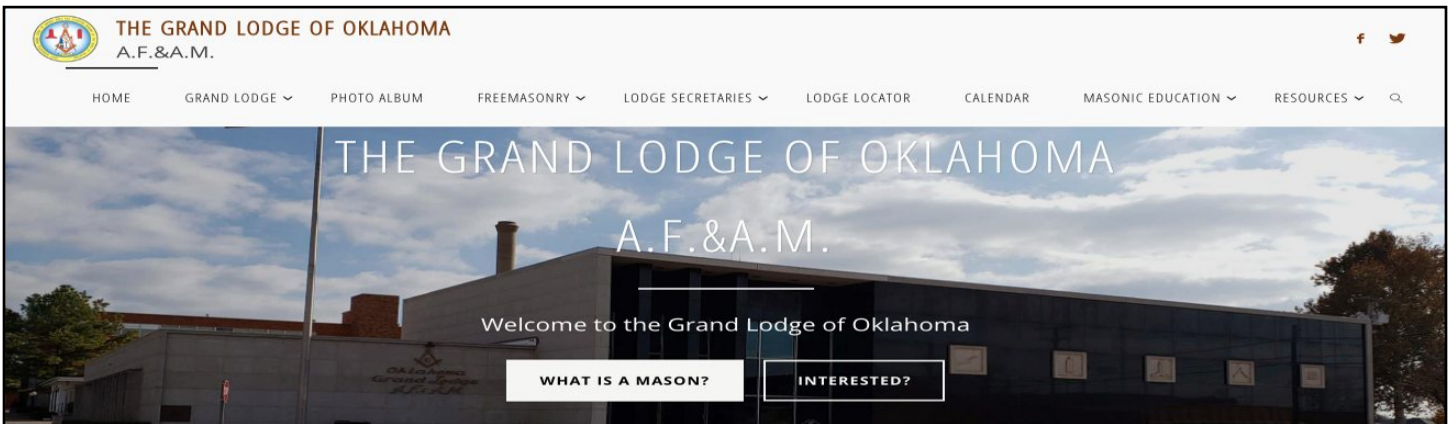 THE GRAND LODGE OF OKLAHOMA
A.F.&A.M.
HOME GRAND LODGE PHOTO ALBUM FREEMASONRY LODGE SECRETARIES LODGE LOCATOR CALENDAR MASONIC EDUCATION RESOURCES
THE GRAND LODGE OF OKLAHOMA
A.F.&A.M.
Welcome to the Grand Lodge of Oklahoma
WHAT IS A MASON? INTERESTED?
Oklahoma
Grand Lodge
A.F.&A.M.